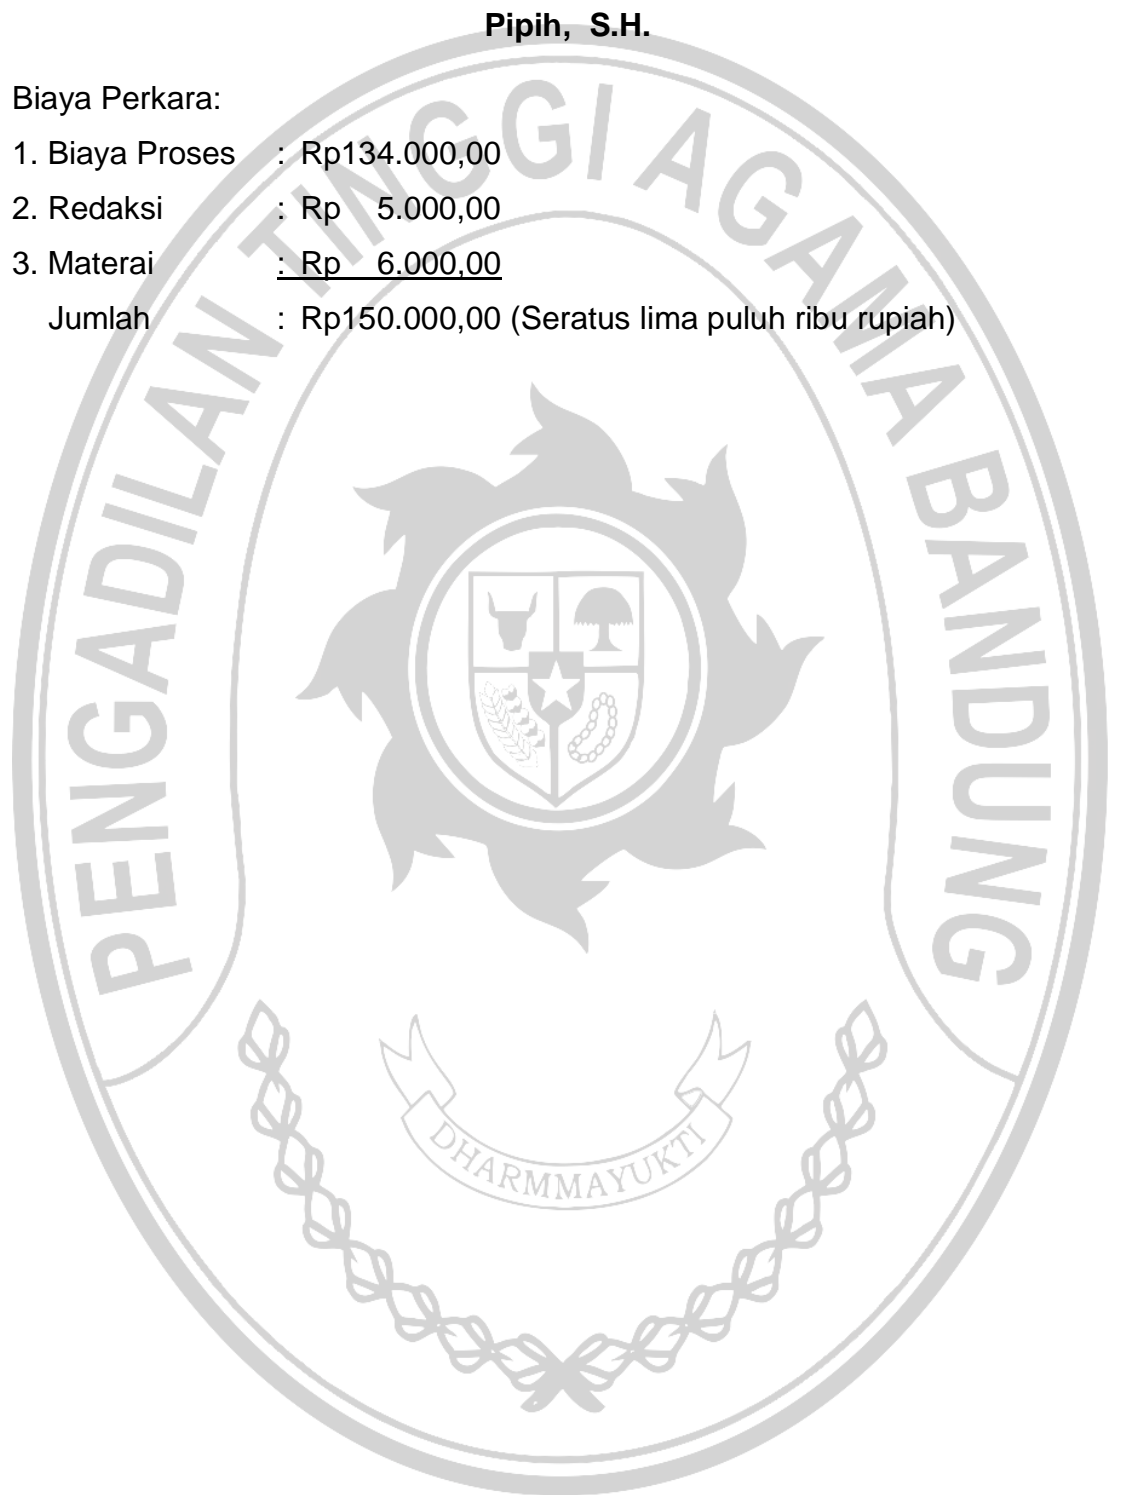 Pipih, S.H.
Biaya Perkara:
1. Biaya Proses : Rp134.000,00
2. Redaksi : Rp 5.000,00
3. Materai : Rp 6.000,00
Jumlah : Rp150.000,00 (Seratus lima puluh ribu rupiah)
PENGADILAN TINGGI AGAMA BANDUNG
DHARMMAYUKTI